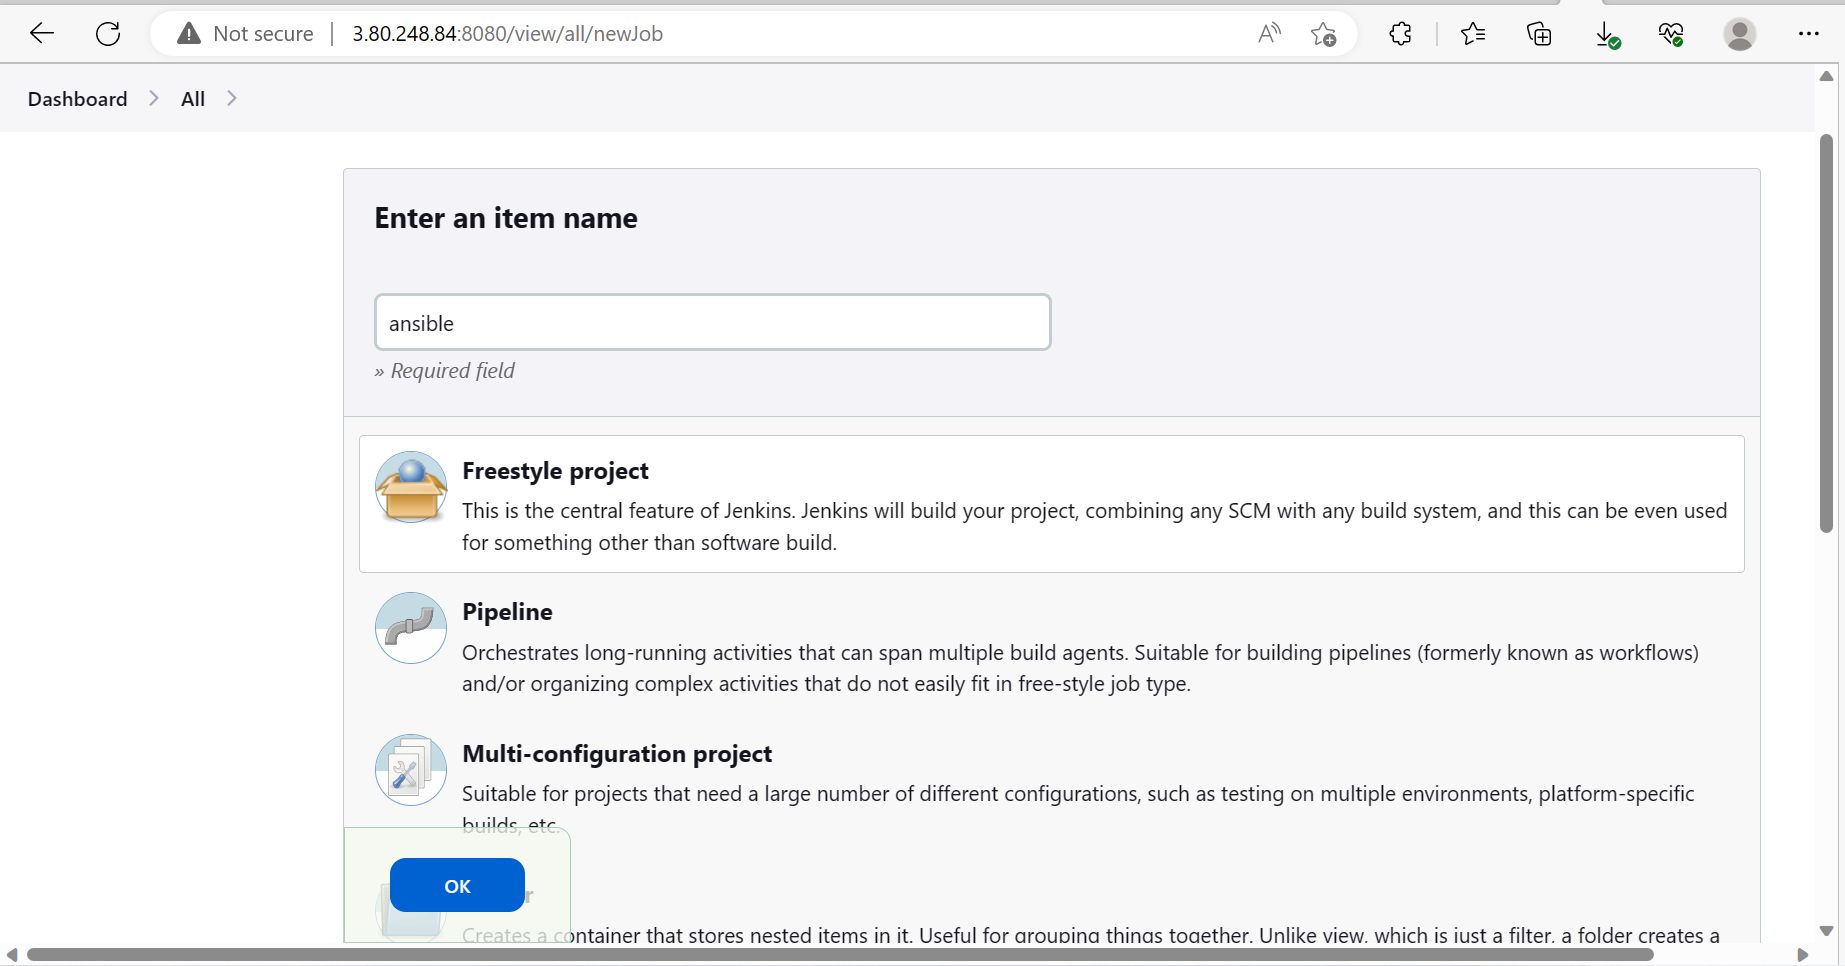 Not secure
3.80.248.84:8080/view/all/newJob
Dashboard > All >
Enter an item name
ansible
» Required field
Freestyle project
This is the central feature of Jenkins. Jenkins will build your project, combining any SCM with any build system, and this can be even used
for something other than software build.
Pipeline
Orchestrates long-running activities that can span multiple build agents. Suitable for building pipelines (formerly known as workflows)
and/or organizing complex activities that do not easily fit in free-style job type.
Multi-configuration project
Suitable for projects that need a large number of different configurations, such as testing on multiple environments, platform-specific
builds, etc.
OK
Creates a container that stores nested items in it. Useful for grouping things together. Unlike view, which is just a filter, a folder creates a